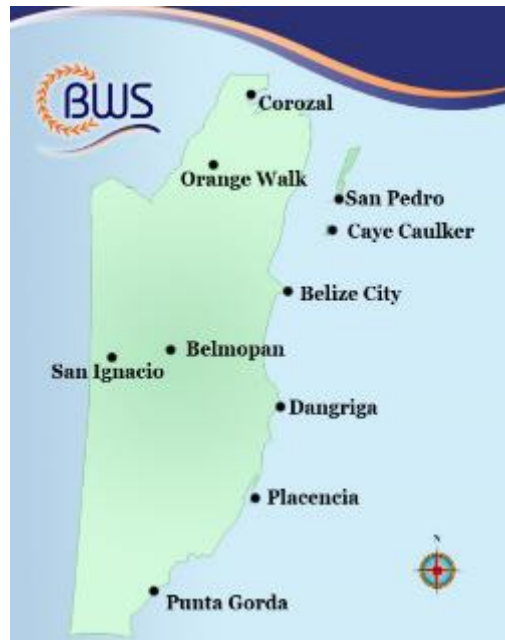 BWS
Corozal
Orange Walk
San Pedro
Caye Caulker
Belize City
Belmopan
San Ignacio
Dangriga
Placencia
N
Punta Gorda